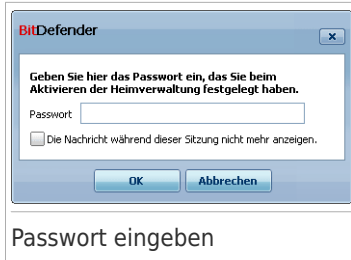 BitDefender
Geben Sie hier das Passwort ein, das Sie beim
Aktivieren der Heimverwaltung festgelegt haben.
Passwort
Die Nachricht während dieser Sitzung nicht mehr anzeigen.
OK Abbrechen
Passwort eingeben